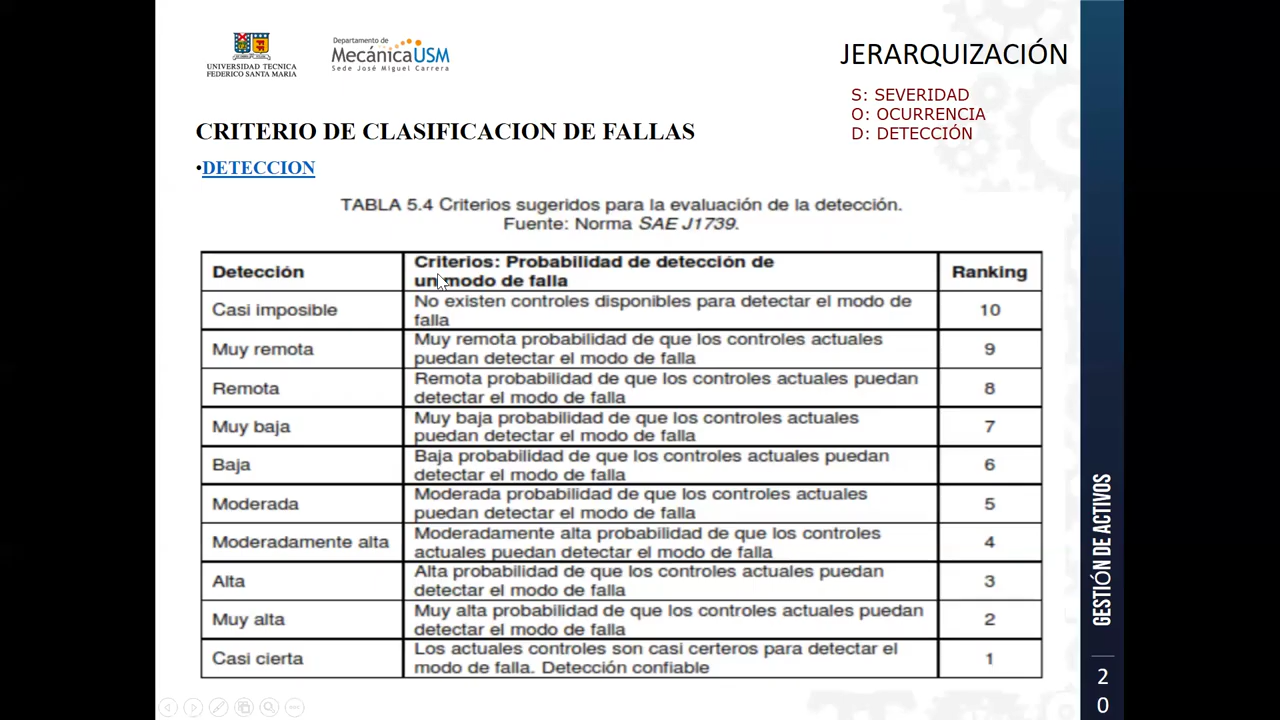 UNIVERSIDAD TECNICA
FEDERICO SANTA MARIA
Departamento de
MecánicaUSM
Sede José Miguel Carrera
JERARQUIZACIÓN
S: SEVERIDAD
O: OCURRENCIA
D: DETECCIÓN
CRITERIO DE CLASIFICACION DE FALLAS
•DETECCION
TABLA 5.4 Criterios sugeridos para la evaluación de la detección.
Fuente: Norma SAE J1739.
Detección
Criterios: Probabilidad de detección de
un modo de falla
Ranking
Casi imposible
No existen controles disponibles para detectar el modo de
falla
10
Muy remota
Muy remota probabilidad de que los controles actuales
puedan detectar el modo de falla
9
Remota
Remota probabilidad de que los controles actuales puedan
detectar el modo de falla
8
Muy baja
Muy baja probabilidad de que los controles actuales
puedan detectar el modo de falla
7
Baja
Baja probabilidad de que los controles actuales puedan
detectar el modo de falla
6
Moderada
Moderada probabilidad de que los controles actuales
puedan detectar el modo de falla
5
Moderadamente alta
Moderadamente alta probabilidad de que los controles
actuales puedan detectar el modo de falla
4
Alta
Alta probabilidad de que los controles actuales puedan
detectar el modo de falla
3
Muy alta
Muy alta probabilidad de que los controles actuales puedan
detectar el modo de falla
2
Casi cierta
Los actuales controles son casi certeros para detectar el
modo de falla. Detección confiable
1
GESTIÓN DE ACTIVOS
2
0